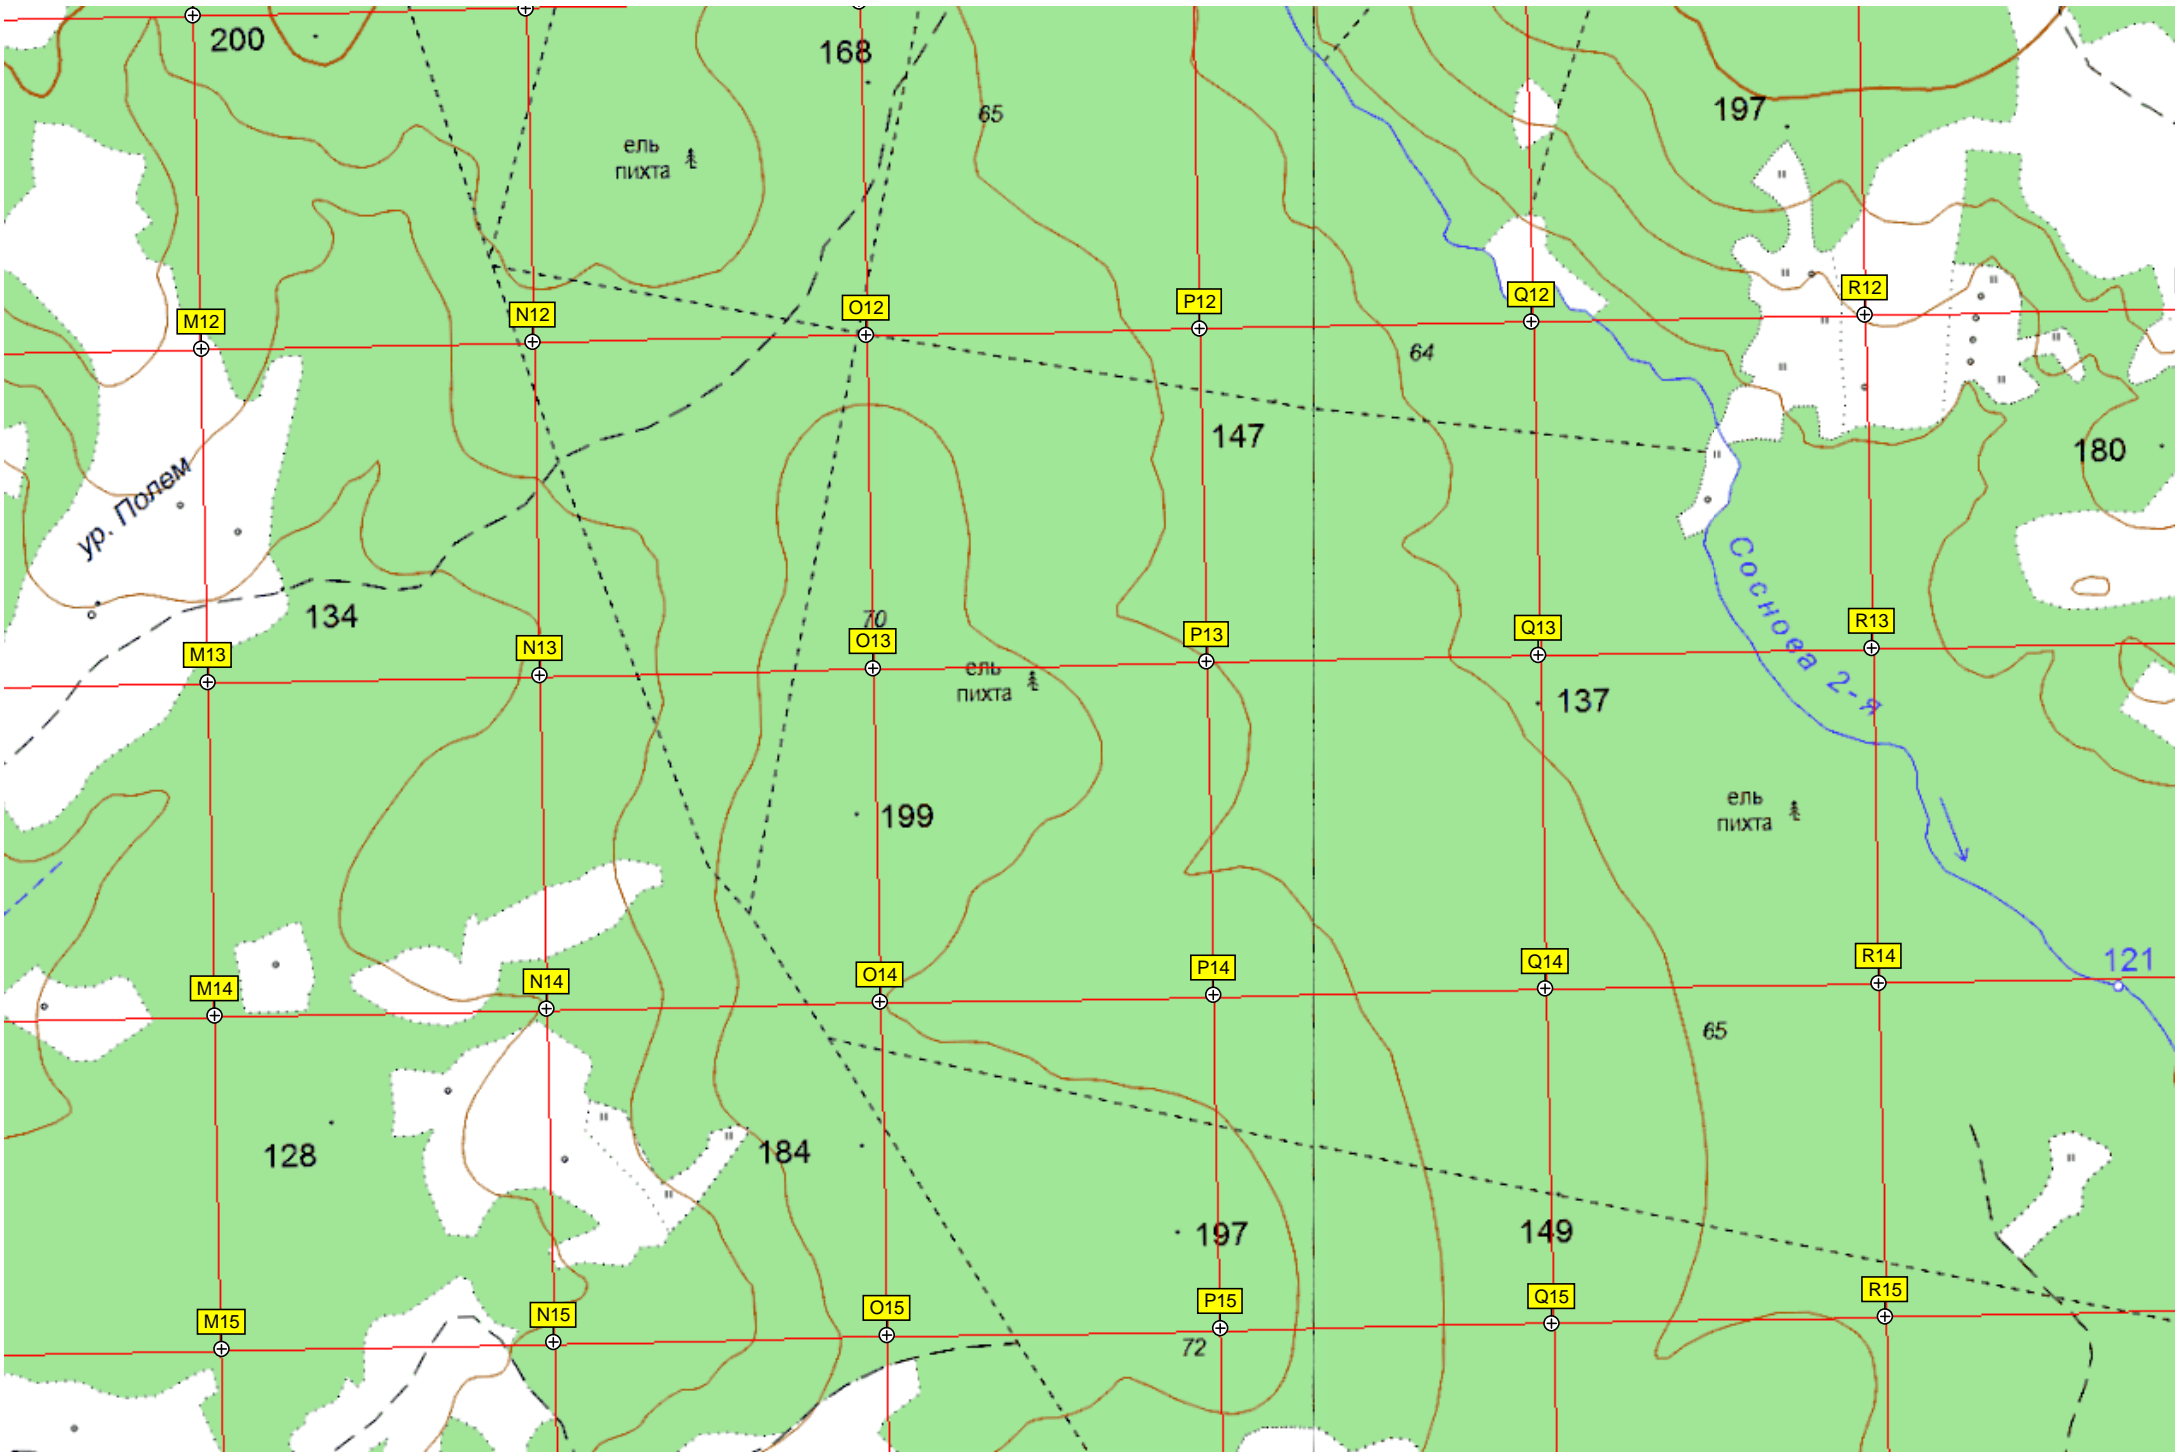 200
168
65
197
ель
пихта
M12
N12
O12
P12
Q12
R12
64
147
180
ур. Полем
134
70
Соснова 2-я
M13
N13
O13
P13
Q13
R13
ель
пихта
137
199
ель
пихта
M14
N14
O14
P14
Q14
R14
121
65
128
184
197
149
M15
N15
O15
P15
Q15
R15
72